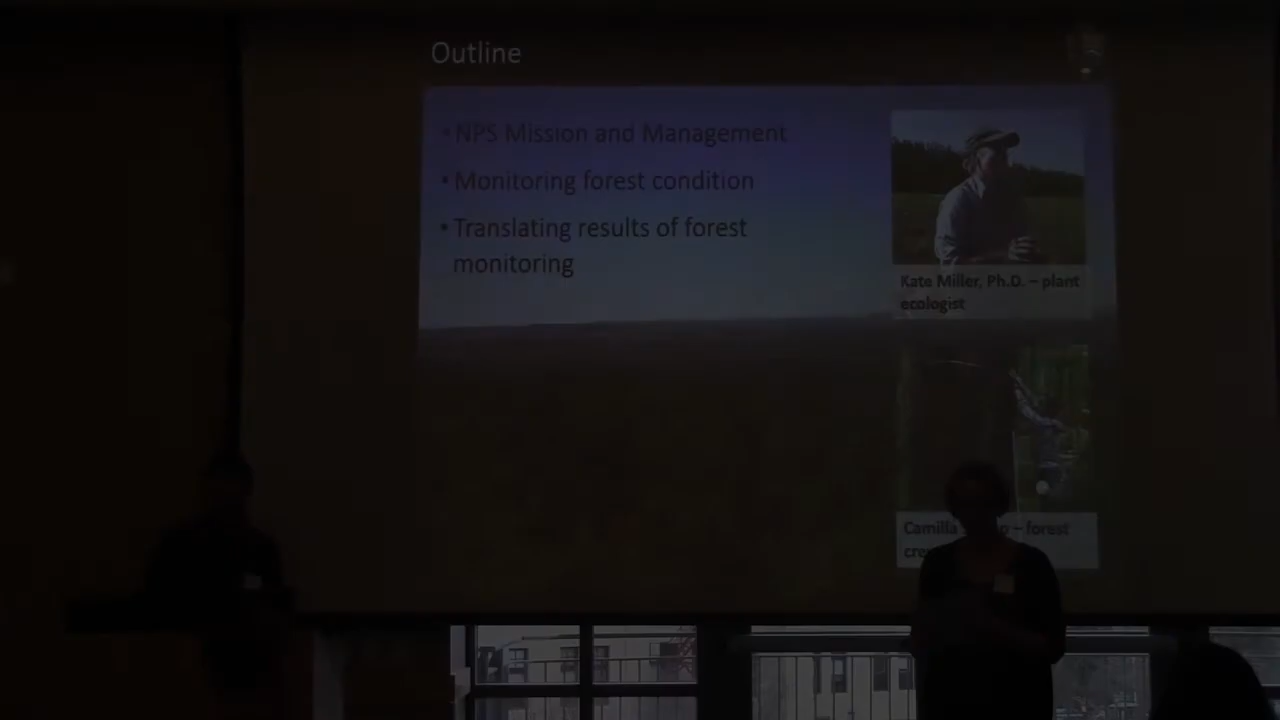 Outline
• NPS Mission and Management
• Monitoring forest condition
• Translating results of forest
monitoring
Kate Miller, Ph.D. – plant
ecologist
Camilla – forest